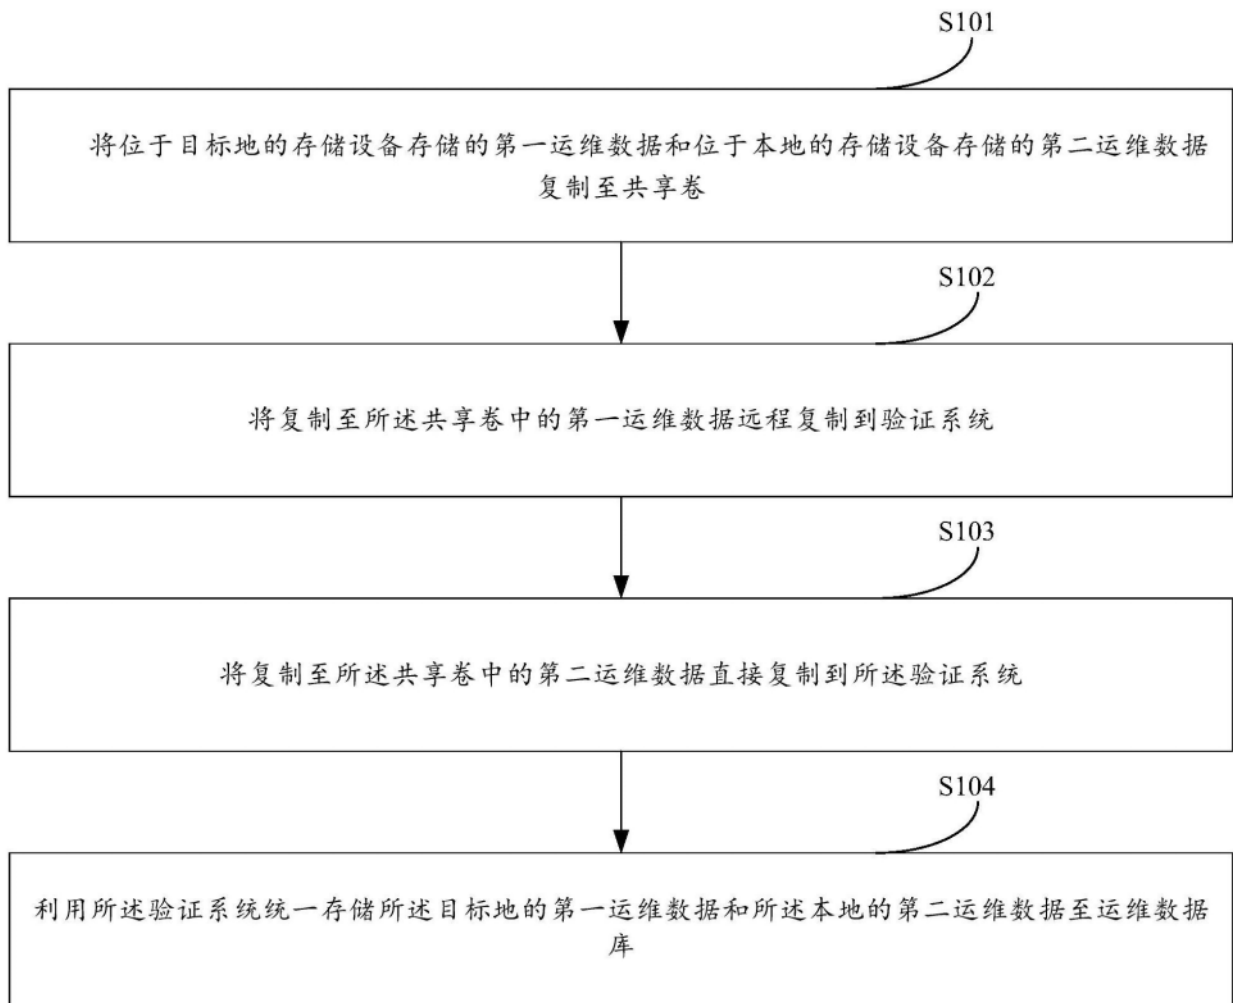 S101
将位于目标地的存储设备存储的第一运维数据和位于本地的存储设备存储的第二运维数据
复制至共享卷
S102
将复制至所述共享卷中的第一运维数据远程复制到验证系统
S103
将复制至所述共享卷中的第二运维数据直接复制到所述验证系统
S104
利用所述验证系统统一存储所述目标地的第一运维数据和所述本地的第二运维数据至运维数据
库